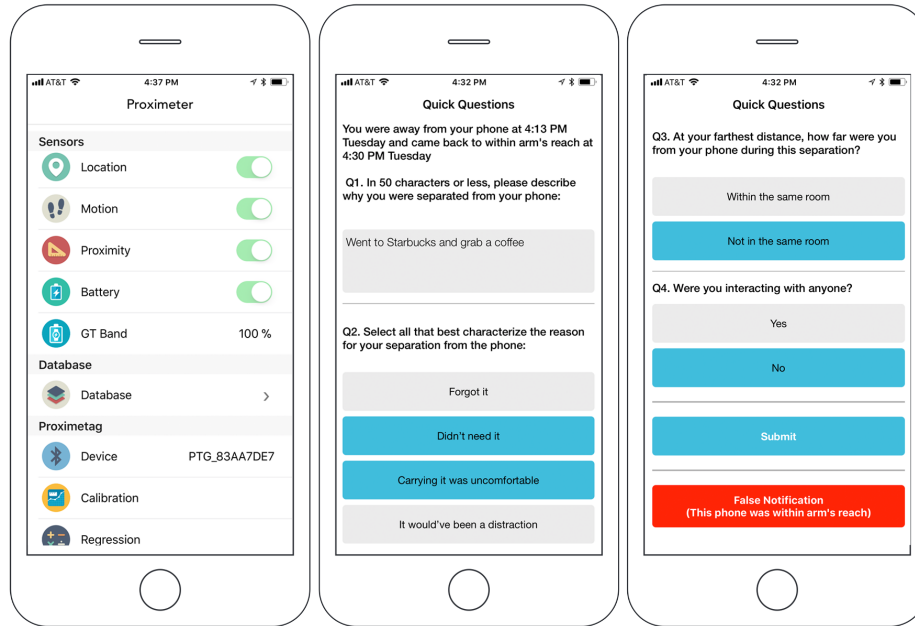 AT&T 4:37 PM
Proximeter
Sensors
Location
Motion
Proximity
Battery
GT Band 100 %
Database
Database
Proximetag
Device PTG_83AA7DE7
Calibration
Regression
AT&T 4:32 PM
Quick Questions
You were away from your phone at 4:13 PM
Tuesday and came back to within arm's reach at
4:30 PM Tuesday
Q1. In 50 characters or less, please describe
why you were separated from your phone:
Went to Starbucks and grab a coffee
Q2. Select all that best characterize the reason
for your separation from the phone:
Forgot it
Didn't need it
Carrying it was uncomfortable
It would've been a distraction
AT&T 4:32 PM
Quick Questions
Q3. At your farthest distance, how far were you
from your phone during this separation?
Within the same room
Not in the same room
Q4. Were you interacting with anyone?
Yes
No
Submit
False Notification
(This phone was within arm's reach)